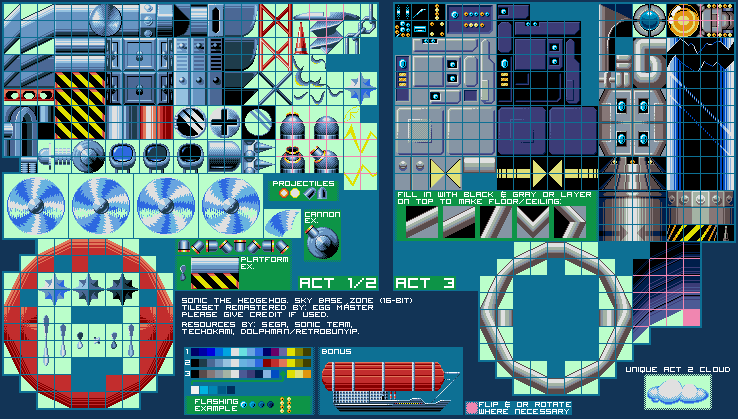 PROJECTILES
CANNON
EX.
PLATFORM
EX.
ACT 1/2
FILL IN WITH BLACK & GRAY OR LAYER
ON TOP TO MAKE FLOOR/CEILING.
ACT 3
SONIC THE HEDGEHOG. SKY BASE ZONE (16-BIT)
TILESET REMASTERED BY: EGG MASTER
PLEASE GIVE CREDIT IF USED.
RESOURCES BY: SEGA, SONIC TEAM,
TECHOKAMI, DOLPHMAN/RETROBUNYIP.
1
2
3
FLASHING
EXAMPLE
BONUS
FLIP & OR ROTATE
WHERE NECESSARY
UNIQUE ACT 2 CLOUD